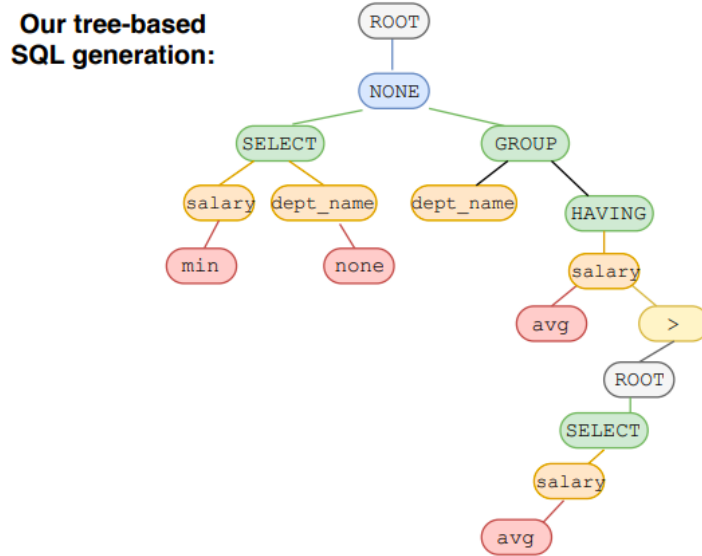 Our tree-based
SQL generation:
ROOT
NONE
SELECT
GROUP
salary
dept_name
dept_name
HAVING
min
none
salary
avg
>
ROOT
SELECT
salary
avg